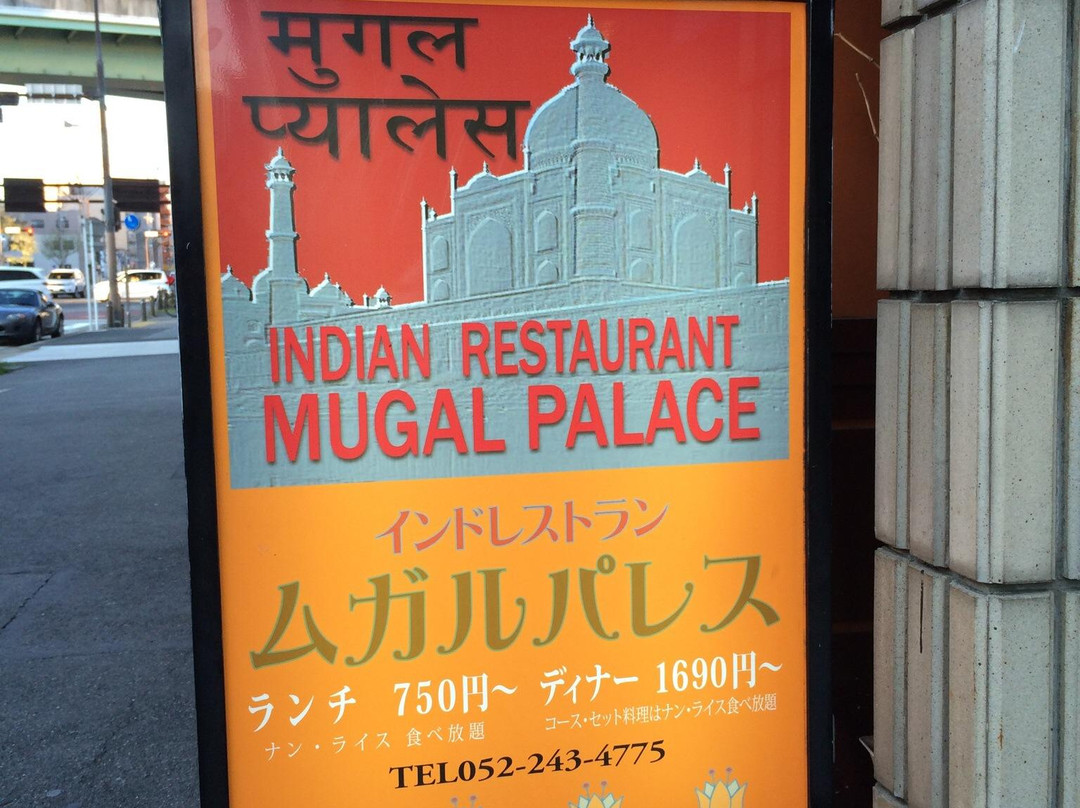 मुगल
प्यालेस
INDIAN RESTAURANT
MUGAL PALACE
インドレストラン
ムガルパレス
ランチ 750円～ ディナー 1690円～
ナン・ライス 食べ放題 コース・セット料理はナン・ライス食べ放題
TEL052-243-4775